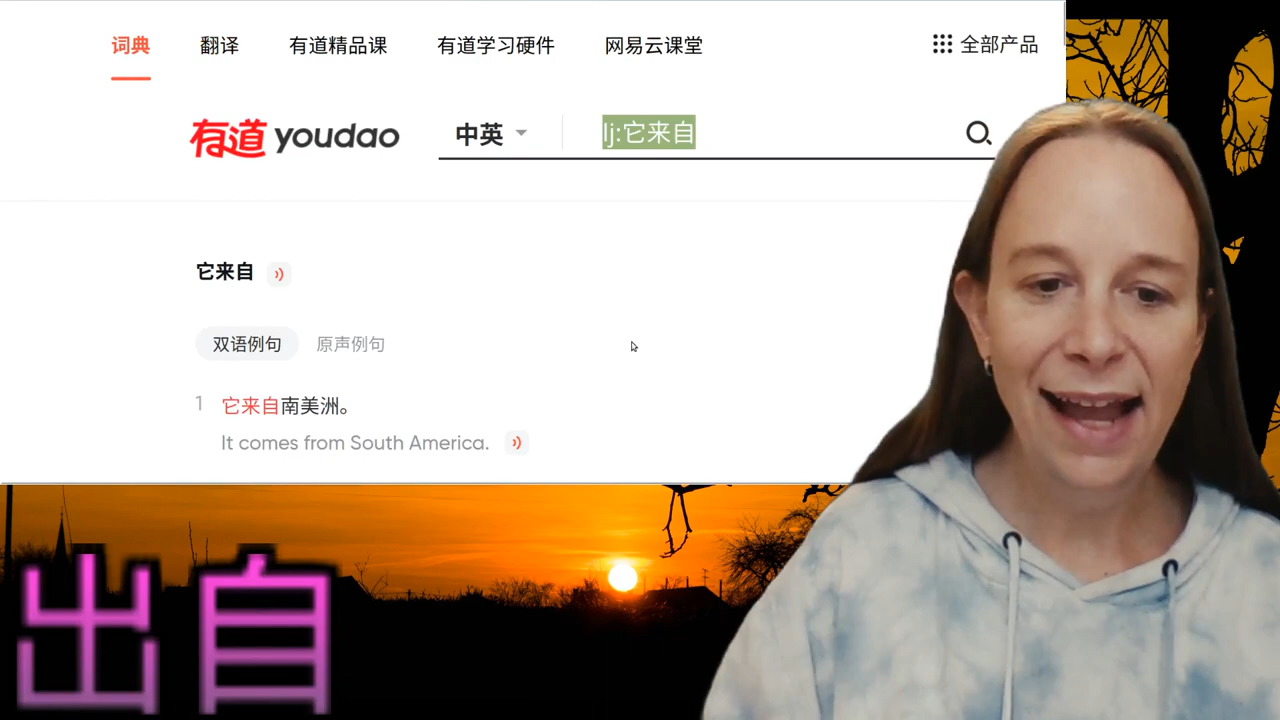 词典 翻译 有道精品课 有道学习硬件 网易云课堂 全部产品
有道 youdao 中英 lj:它来自
它来自
双语例句 原声例句
1 它来自南美洲。
It comes from South America.
出自